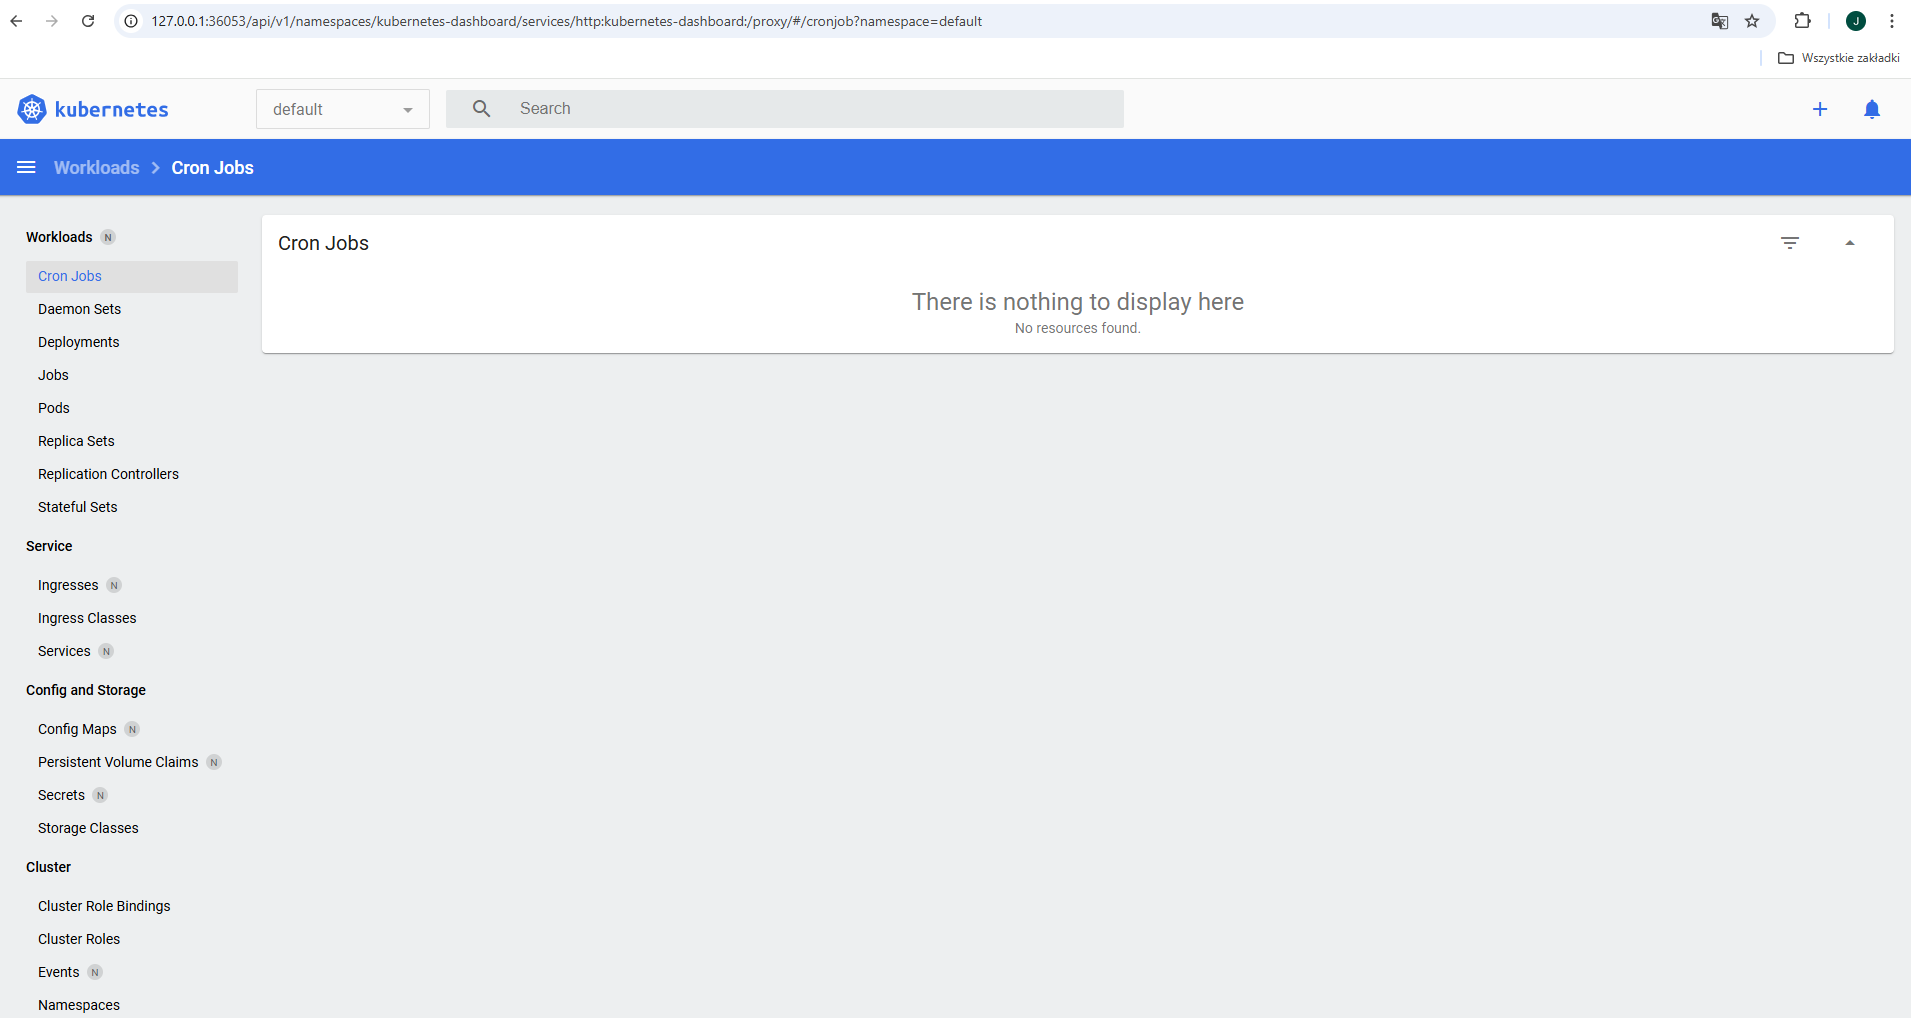 127.0.0.1:36053/api/v1/namespaces/kubernetes-dashboard/services/http:kubernetes-dashboard:/proxy/#/cronjob?namespace=default
J
Wszystkie zakładki
kubernetes
default
Search
Workloads
Cron Jobs
Workloads N
Cron Jobs
Daemon Sets
Deployments
Jobs
Pods
Replica Sets
Replication Controllers
Stateful Sets
Service
Ingresses N
Ingress Classes
Services N
Config and Storage
Config Maps N
Persistent Volume Claims N
Secrets N
Storage Classes
Cluster
Cluster Role Bindings
Cluster Roles
Events N
Namespaces
Cron Jobs
There is nothing to display here
No resources found.